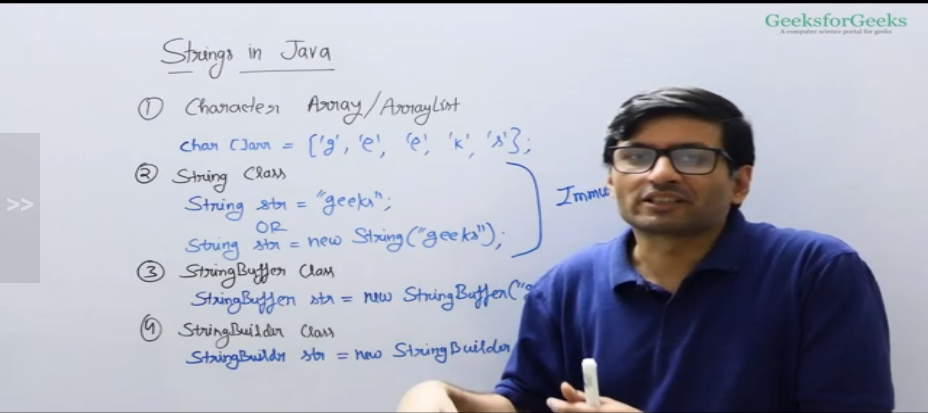 GeeksforGeeks
A computer science portal for geeks
Strings in Java
① Character Array/ArrayList
char []arr = {'g', 'e', 'e', 'k', 's'};
② String Class
String str = "geeks";
OR
String str = new String("geeks");
Immu
③ StringBuffer Class
StringBuffer str = new StringBuffer("g
④ StringBuilder Class
StringBuildr str = new StringBuilder
>>